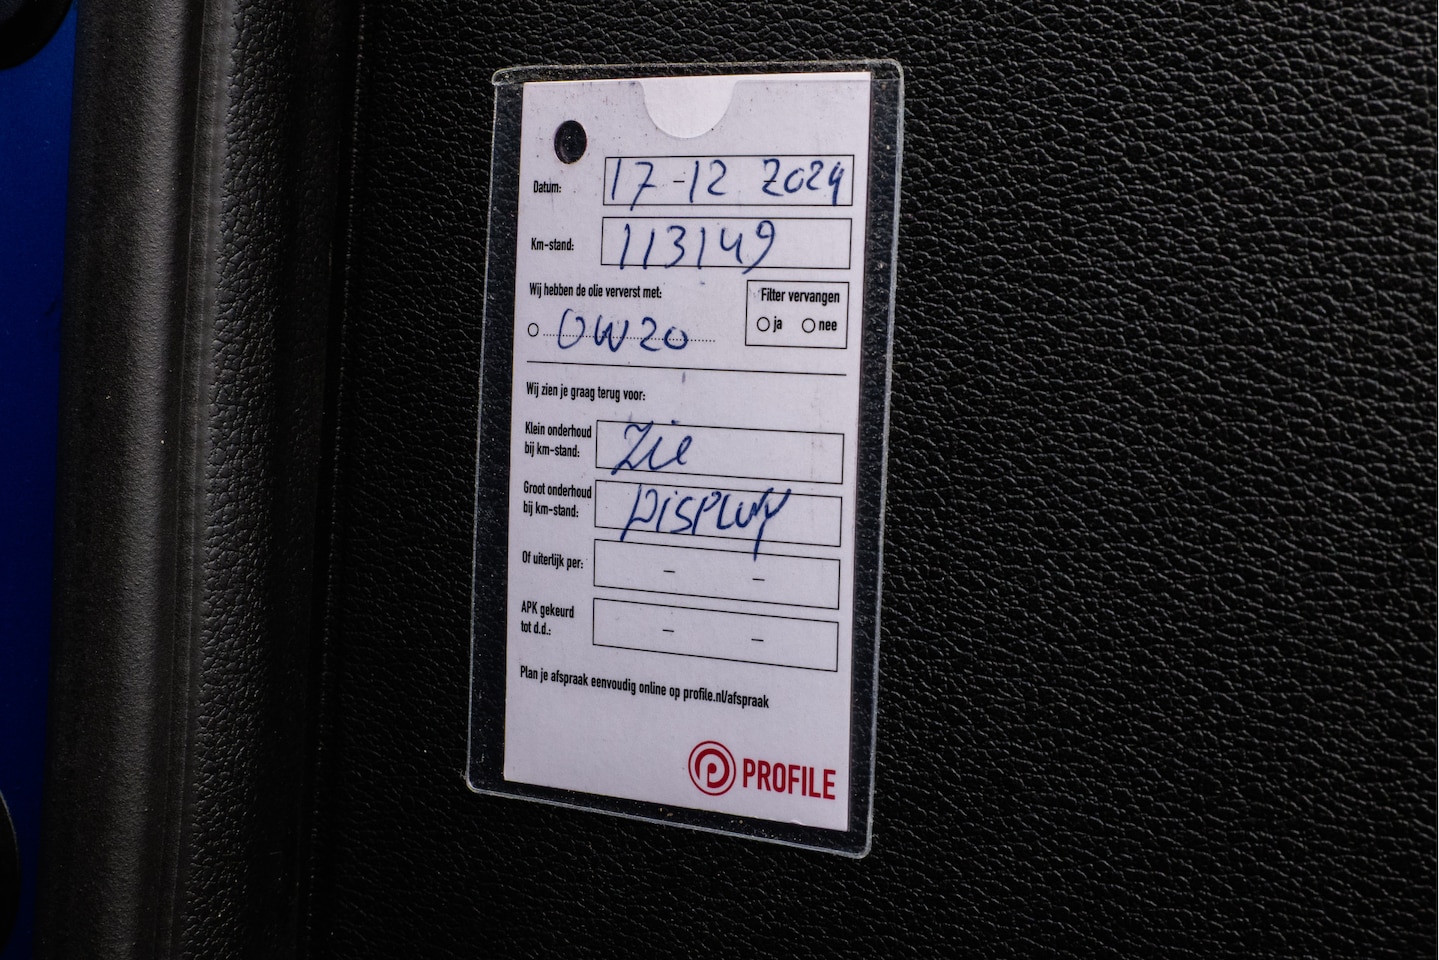 Datum: 17-12 2024
Km-stand: 113149
Wij hebben de olie ververst met:
0W20
Filter vervangen
ja nee
Wij zien je graag terug voor:
Klein onderhoud
bij km-stand: Zie
Groot onderhoud
bij km-stand: DISPLAY
Of uiterlijk per: – –
APK gekeurd
tot d.d.: – –
Plan je afspraak eenvoudig online op profile.nl/afspraak
PROFILE